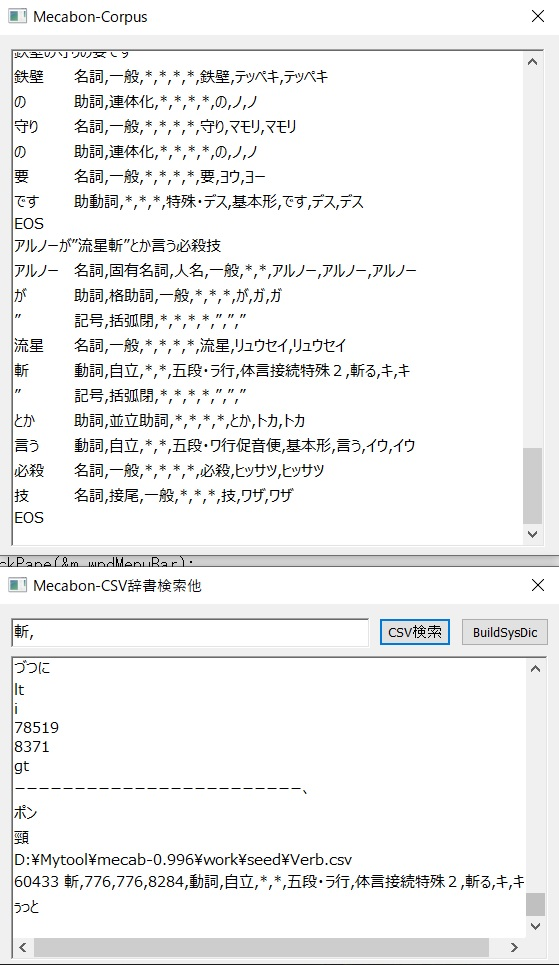 Mecabon-Corpus
鉄壁の守りの要です
鉄壁 名詞,一般,*,*,*,*,鉄壁,テッペキ,テッペキ
の 助詞,連体化,*,*,*,*,の,ノ,ノ
守り 名詞,一般,*,*,*,*,守り,マモリ,マモリ
の 助詞,連体化,*,*,*,*,の,ノ,ノ
要 名詞,一般,*,*,*,*,要,ヨウ,ヨー
です 助動詞,*,*,*,特殊・デス,基本形,です,デス,デス
EOS
アルノーが”流星斬”とか言う必殺技
アルノー 名詞,固有名詞,人名,一般,*,*,アルノー,アルノー,アルノー
が 助詞,格助詞,一般,*,*,*,が,ガ,ガ
” 記号,括弧閉,*,*,*,*,”,”,”
流星 名詞,一般,*,*,*,*,流星,リュウセイ,リュウセイ
斬 動詞,自立,*,*,五段・ラ行,体言接続特殊２,斬る,キ,キ
” 記号,括弧閉,*,*,*,*,”,”,”
とか 助詞,並立助詞,*,*,*,*,とか,トカ,トカ
言う 動詞,自立,*,*,五段・ワ行促音便,基本形,言う,イウ,イウ
必殺 名詞,一般,*,*,*,*,必殺,ヒッサツ,ヒッサツ
技 名詞,接尾,一般,*,*,*,技,ワザ,ワザ
EOS
ckPane(&m_wndMenuBar);
Mecabon-CSV辞書検索他
斬, CSV検索 BuildSysDic
づつに
lt
i
78519
8371
gt
−−−−−−−−−−−−−−−−−−−−−−−−、
ポン
頸
D:¥Mytool¥mecab-0.996¥work¥seed¥Verb.csv
60433 斬,776,776,8284,動詞,自立,*,*,五段・ラ行,体言接続特殊２,斬る,キ,キ
ぅっと